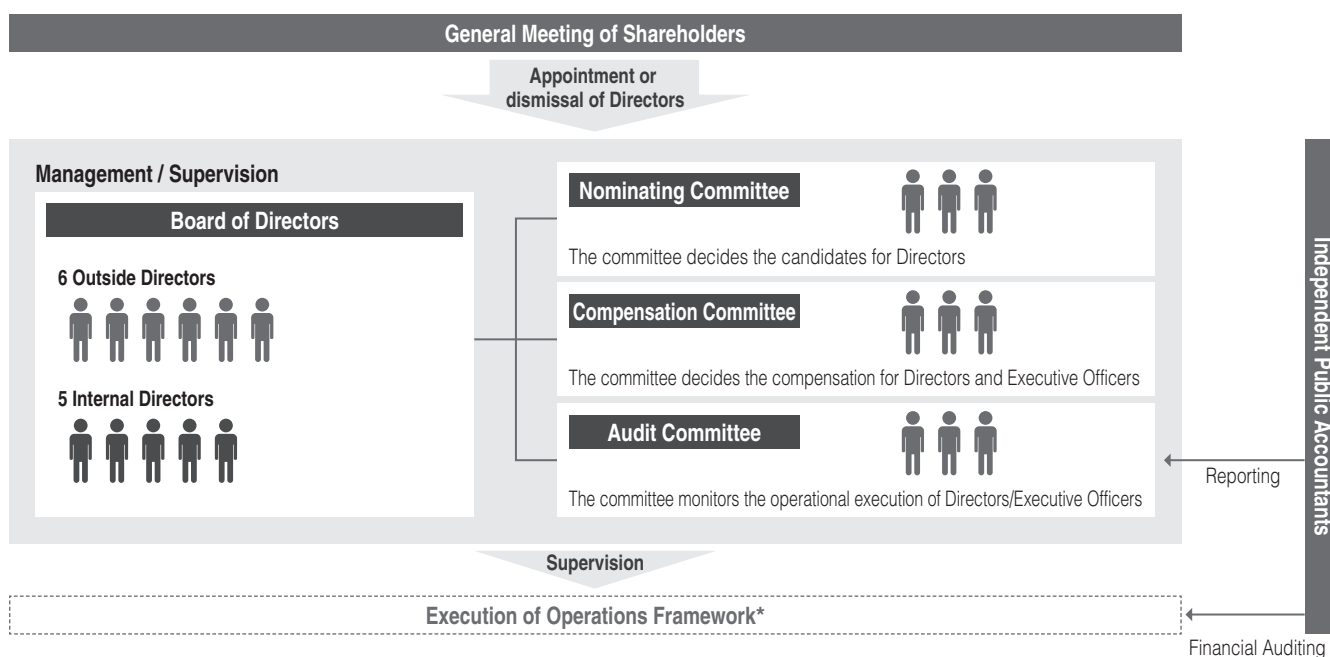 General Meeting of Shareholders
Appointment or
dismissal of Directors
Management / Supervision
Board of Directors
6 Outside Directors
5 Internal Directors
Nominating Committee
The committee decides the candidates for Directors
Compensation Committee
The committee decides the compensation for Directors and Executive Officers
Audit Committee
The committee monitors the operational execution of Directors/Executive Officers
Reporting
Independent Public Accountants
Supervision
Execution of Operations Framework*
Financial Auditing